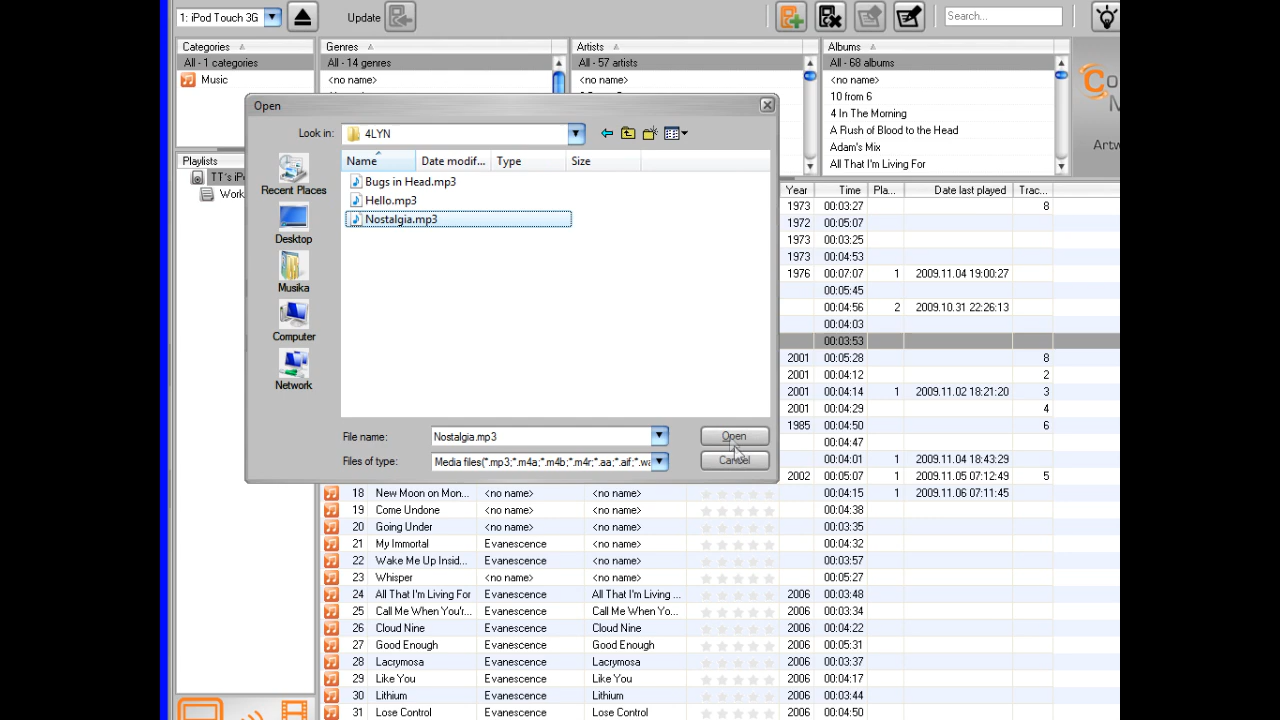 1: iPod Touch 3G Update Search...
Categories Genres Artists Albums
All - 1 categories All - 14 genres All - 57 artists All - 68 albums
Music <no name> <no name> <no name>
10 from 6
4 In The Morning
A Rush of Blood to the Head
Adam's Mix
All That I'm Living For
Playlists
Open
Look in: 4LYN
Name Date modif... Type Size
Bugs in Head.mp3
Hello.mp3
Nostalgia.mp3
Recent Places
Desktop
Musika
Computer
Network
File name: Nostalgia.mp3 Open
Files of type: Media files(*.mp3;*.m4a;*.m4b;*.m4r;*.aa;*.aif;*.wa Cancel
Year Time Pla... Date last played Trac...
1973 00:03:27 8
1972 00:05:07
1973 00:03:25
1973 00:04:53
1976 00:07:07 1 2009.11.04 19:00:27
00:05:45
00:04:56 2 2009.10.31 22:26:13
00:04:03
00:03:53
2001 00:05:28 8
2001 00:04:12 2
2001 00:04:14 1 2009.11.02 18:21:20 3
2001 00:04:29 4
1985 00:04:50 6
00:04:47
00:04:01 1 2009.11.04 18:43:29
2002 00:05:07 1 2009.11.05 07:12:49 5
18 New Moon on Mon... <no name> <no name> 00:04:15 1 2009.11.06 07:11:45
19 Come Undone <no name> <no name> 00:04:38
20 Going Under <no name> <no name> 00:03:35
21 My Immortal Evanescence <no name> 00:04:32
22 Wake Me Up Insid... Evanescence <no name> 00:03:57
23 Whisper <no name> <no name> 00:05:27
24 All That I'm Living For Evanescence All That I'm Living ... 2006 00:03:48
25 Call Me When You'r... Evanescence Call Me When Yo... 2006 00:03:34
26 Cloud Nine Evanescence Cloud Nine 2006 00:04:22
27 Good Enough Evanescence Good Enough 2006 00:05:31
28 Lacrymosa Evanescence Lacrymosa 2006 00:03:37
29 Like You Evanescence Like You 2006 00:04:17
30 Lithium Evanescence Lithium 2006 00:03:44
31 Lose Control Evanescence Lose Control 2006 00:04:50